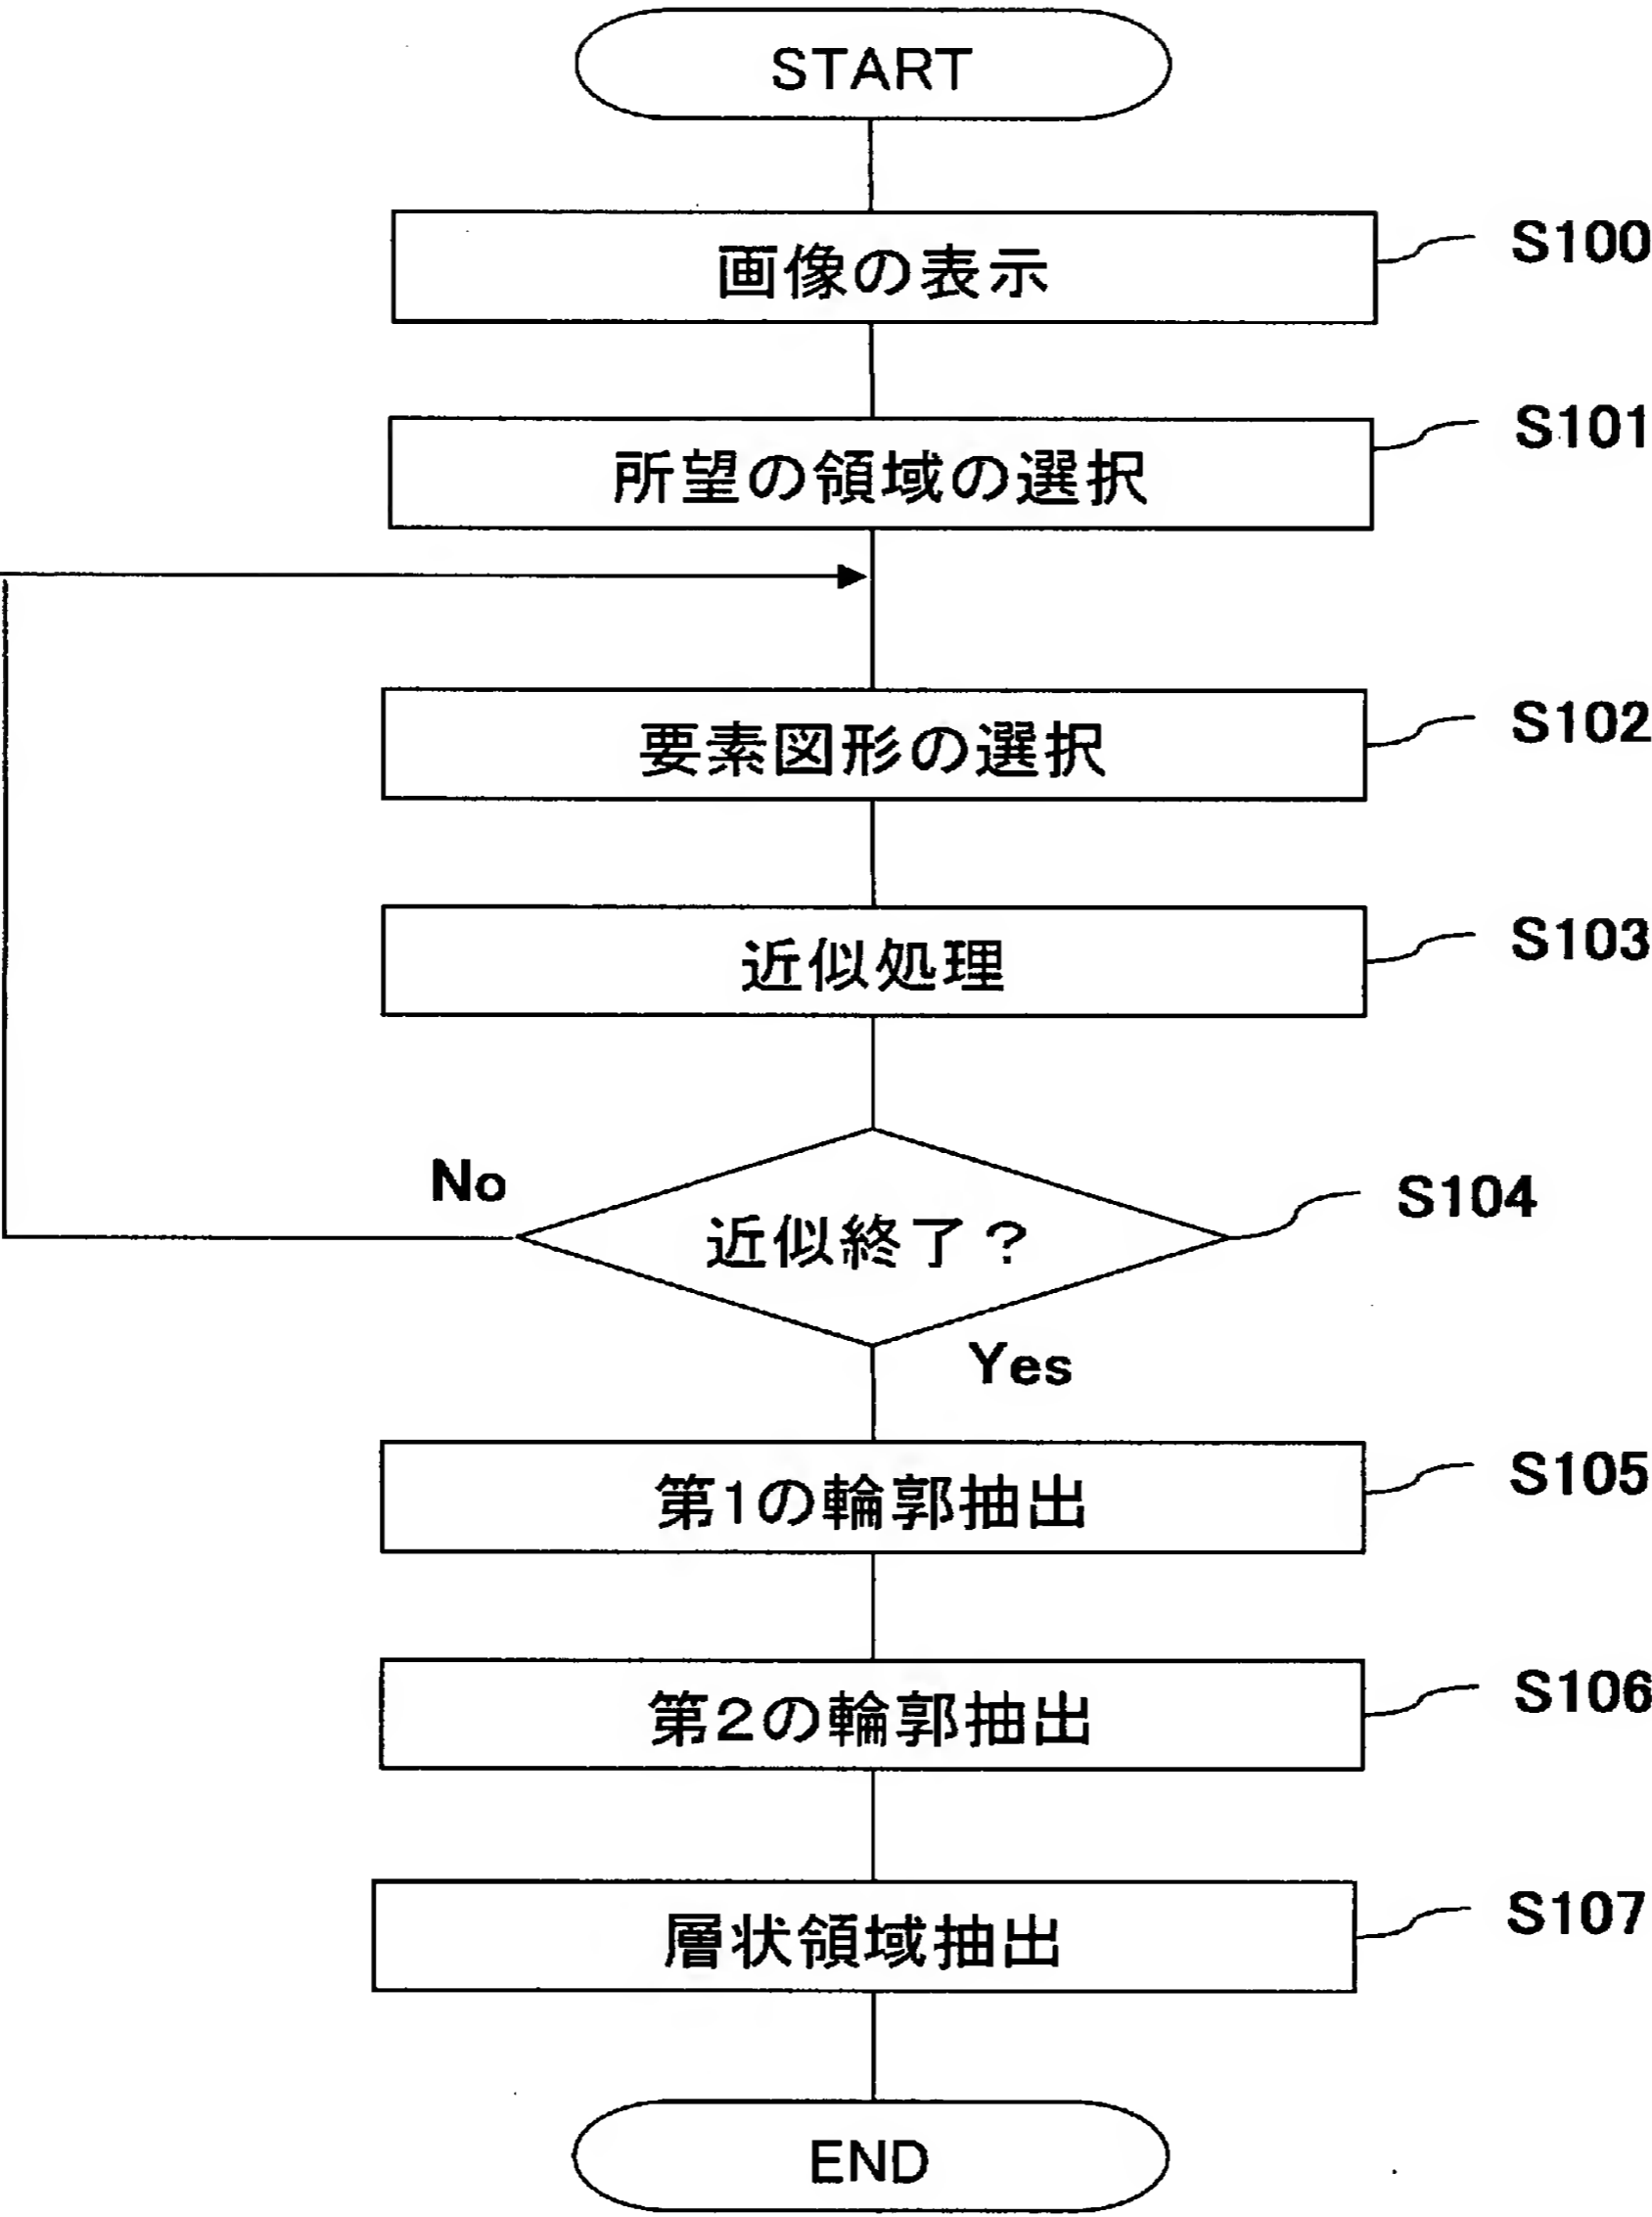 START
画像の表示
S100
所望の領域の選択
S101
要素図形の選択
S102
近似処理
S103
No
近似終了？
S104
Yes
第1の輪郭抽出
S105
第2の輪郭抽出
S106
層状領域抽出
S107
END